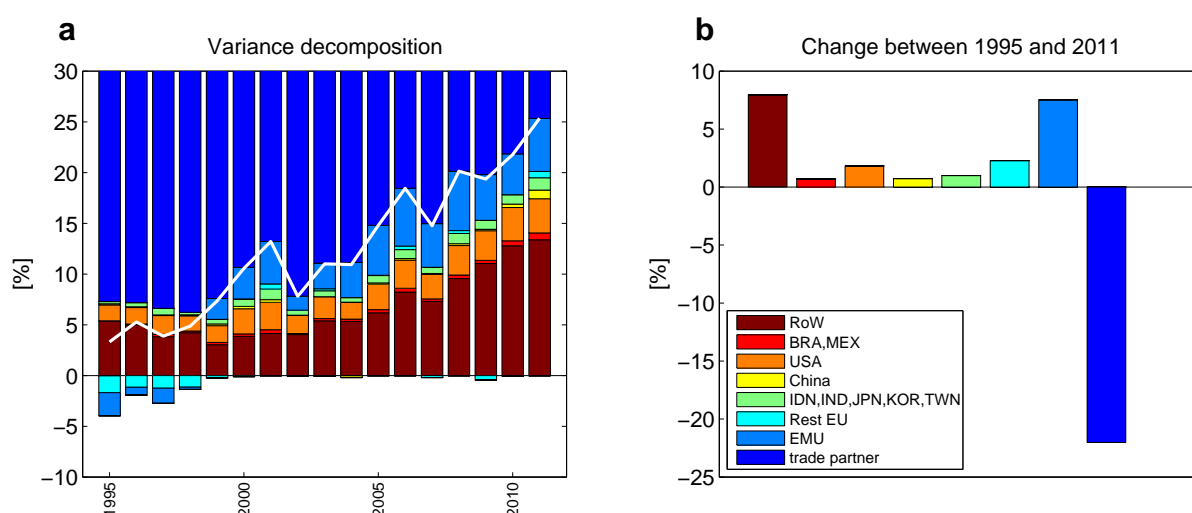 a
Variance decomposition
[%]
30
25
20
15
10
5
0
−5
−10
1995
2000
2005
2010
b
Change between 1995 and 2011
[%]
10
5
0
−5
−10
−15
−20
−25
RoW
BRA,MEX
USA
China
IDN,IND,JPN,KOR,TWN
Rest EU
EMU
trade partner